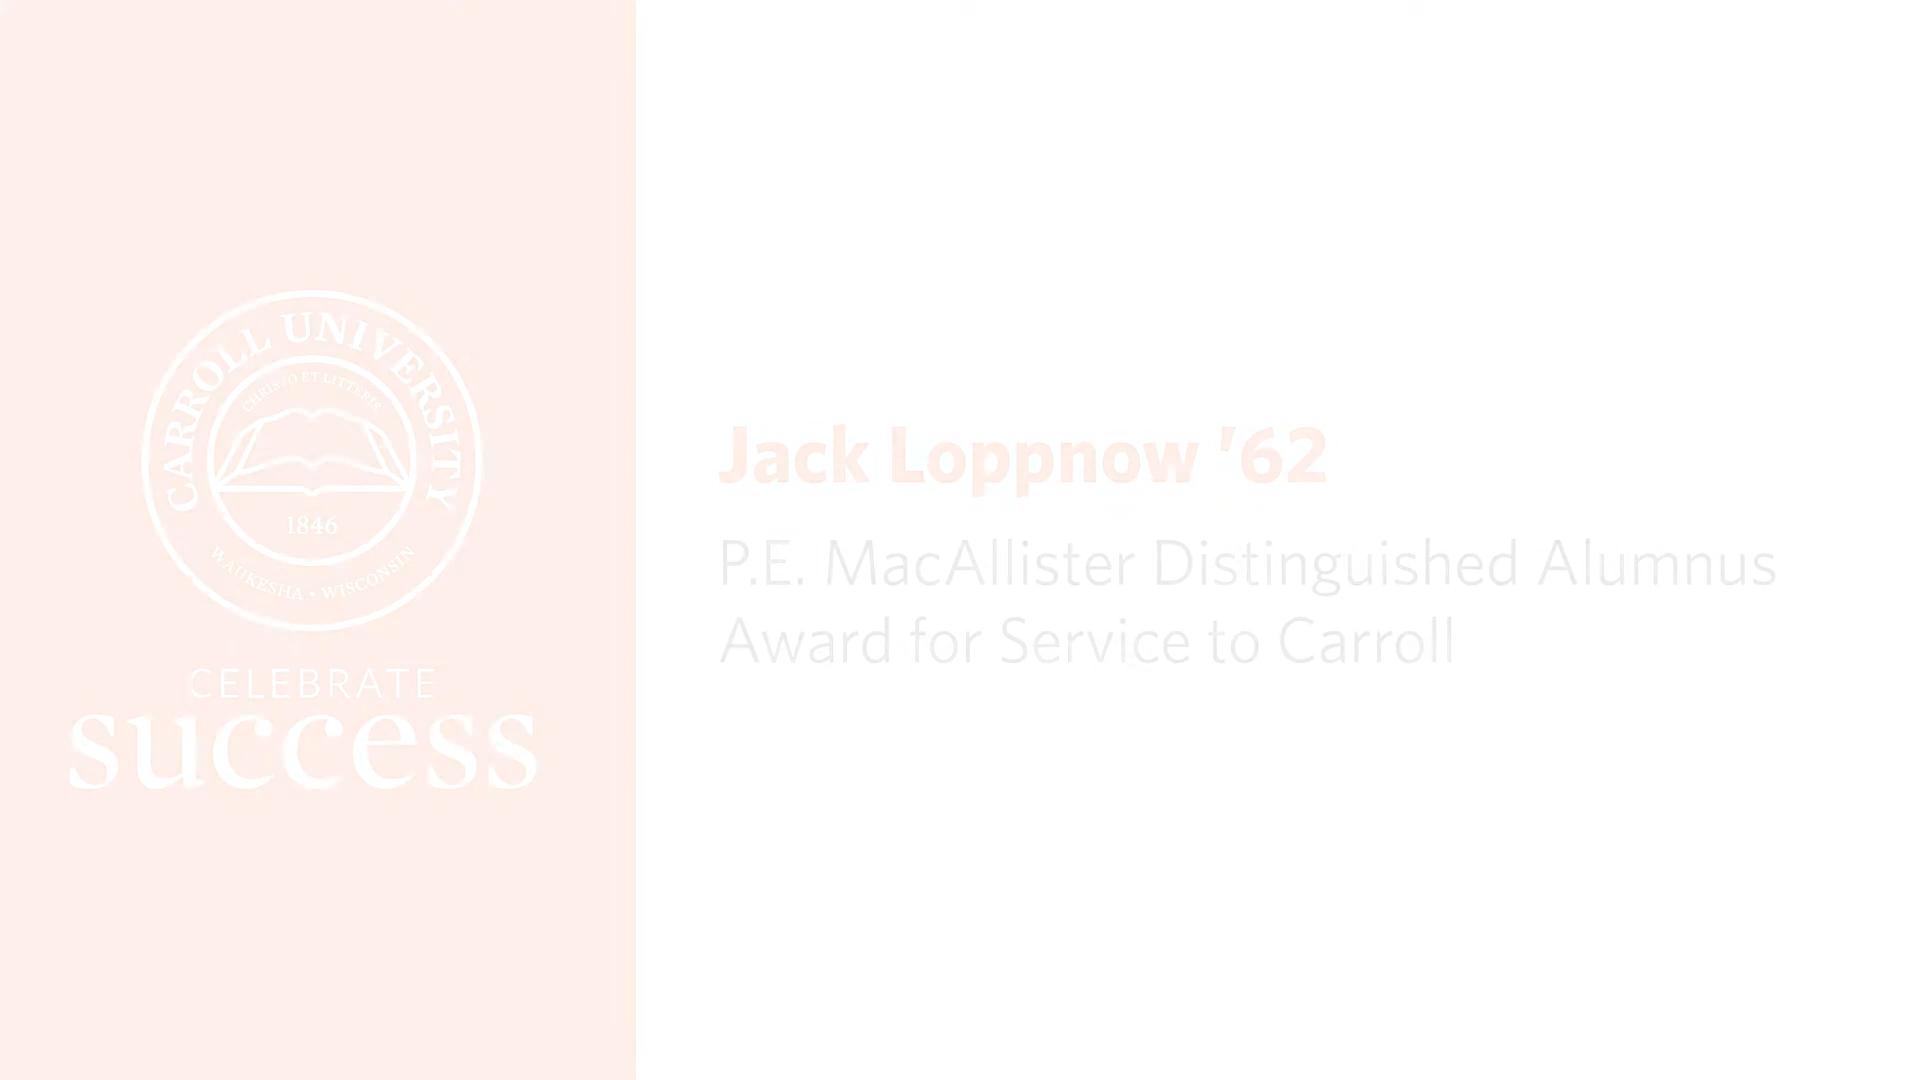 CARROLL UNIVERSITY
CHRISTO ET LITTERIS
1846
WAUKESHA • WISCONSIN
CELEBRATE
success
Jack Loppnow ’62
P.E. MacAllister Distinguished Alumnus
Award for Service to Carroll